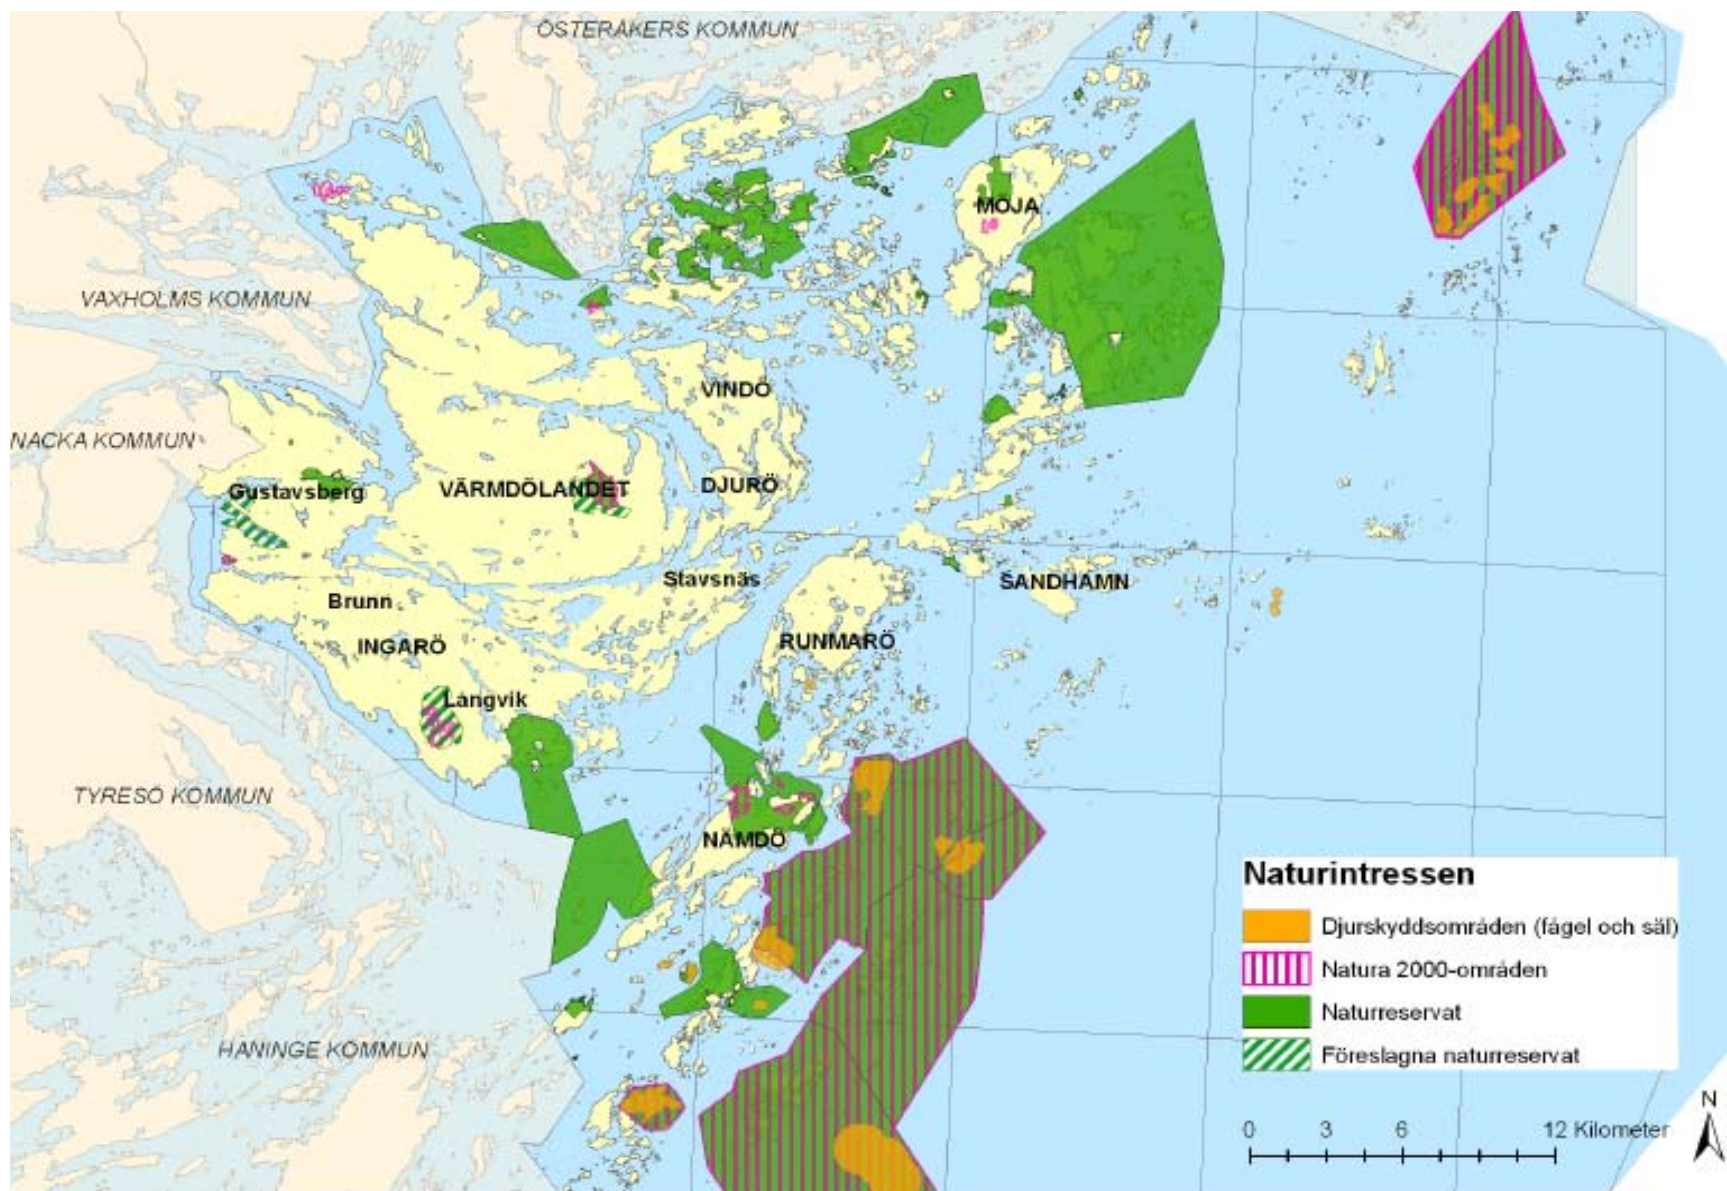 ÖSTERÅKERS KOMMUN
MÖJA
VAXHOLMS KOMMUN
VINDÖ
NACKA KOMMUN
Gustavsberg
VÄRMDÖLANDET
DJURÖ
Stavsnäs
SANDHAMN
Brunn
INGARÖ
RUNMARÖ
Långvik
TYRESÖ KOMMUN
NÄMDÖ
Naturintressen
Djurskyddsområden (fågel och säl)
Natura 2000-områden
Naturreservat
Föreslagna naturreservat
HANINGE KOMMUN
N
0 3 6 12 Kilometer